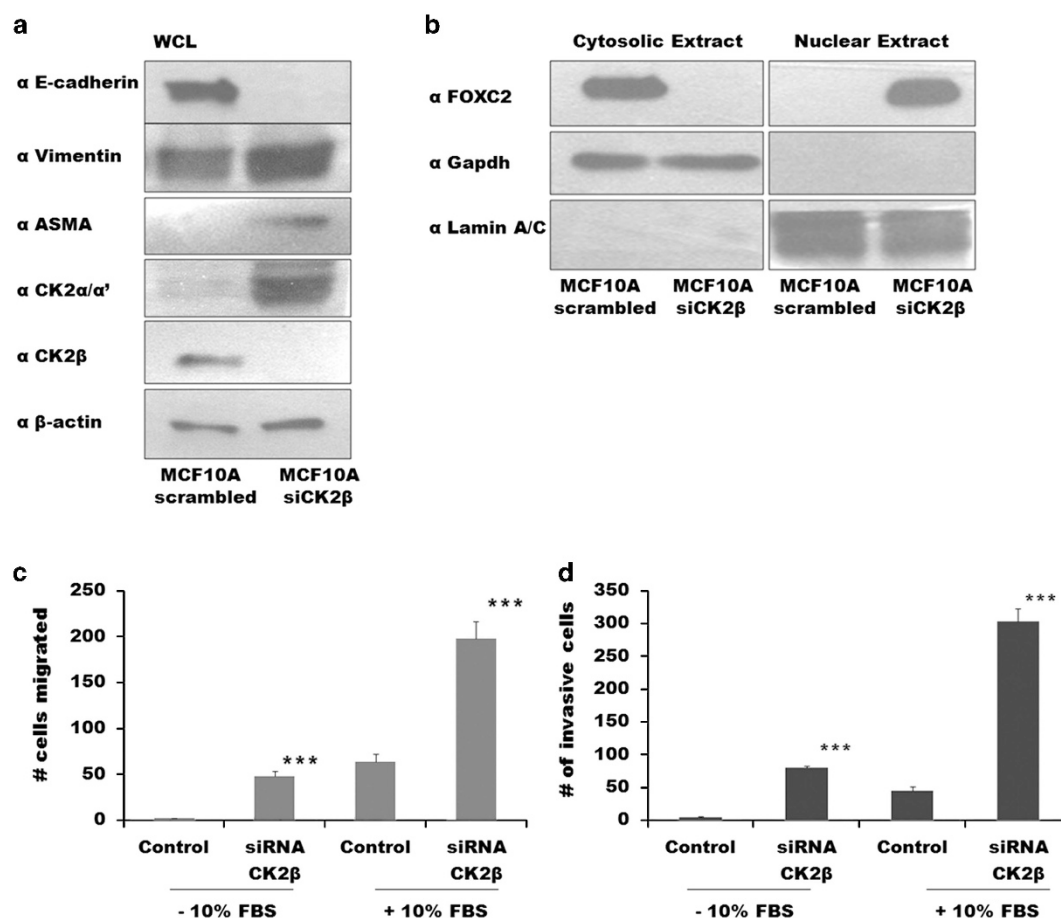 a
WCL
α E-cadherin
α Vimentin
α ASMA
α CK2α/α’
α CK2β
α β-actin
MCF10A scrambled
MCF10A siCK2β
b
Cytosolic Extract
Nuclear Extract
α FOXC2
α Gapdh
α Lamin A/C
MCF10A scrambled
MCF10A siCK2β
MCF10A scrambled
MCF10A siCK2β
c
# cells migrated
250
200
150
100
50
0
***
***
Control
siRNA CK2β
Control
siRNA CK2β
- 10% FBS
+ 10% FBS
d
# of invasive cells
350
300
250
200
150
100
50
0
***
***
Control
siRNA CK2β
Control
siRNA CK2β
- 10% FBS
+ 10% FBS